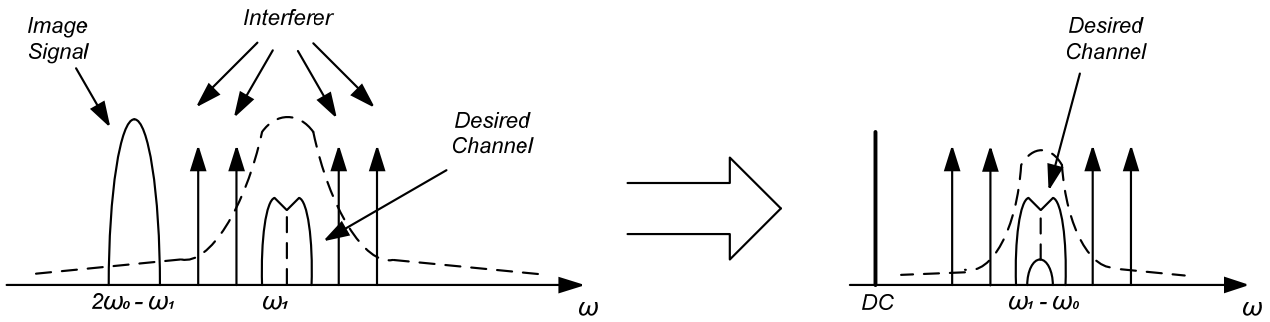 Image
Signal
Interferer
Desired
Channel
2ω₀ - ω₁
ω₁
ω
Desired
Channel
DC
ω₁ - ω₀
ω